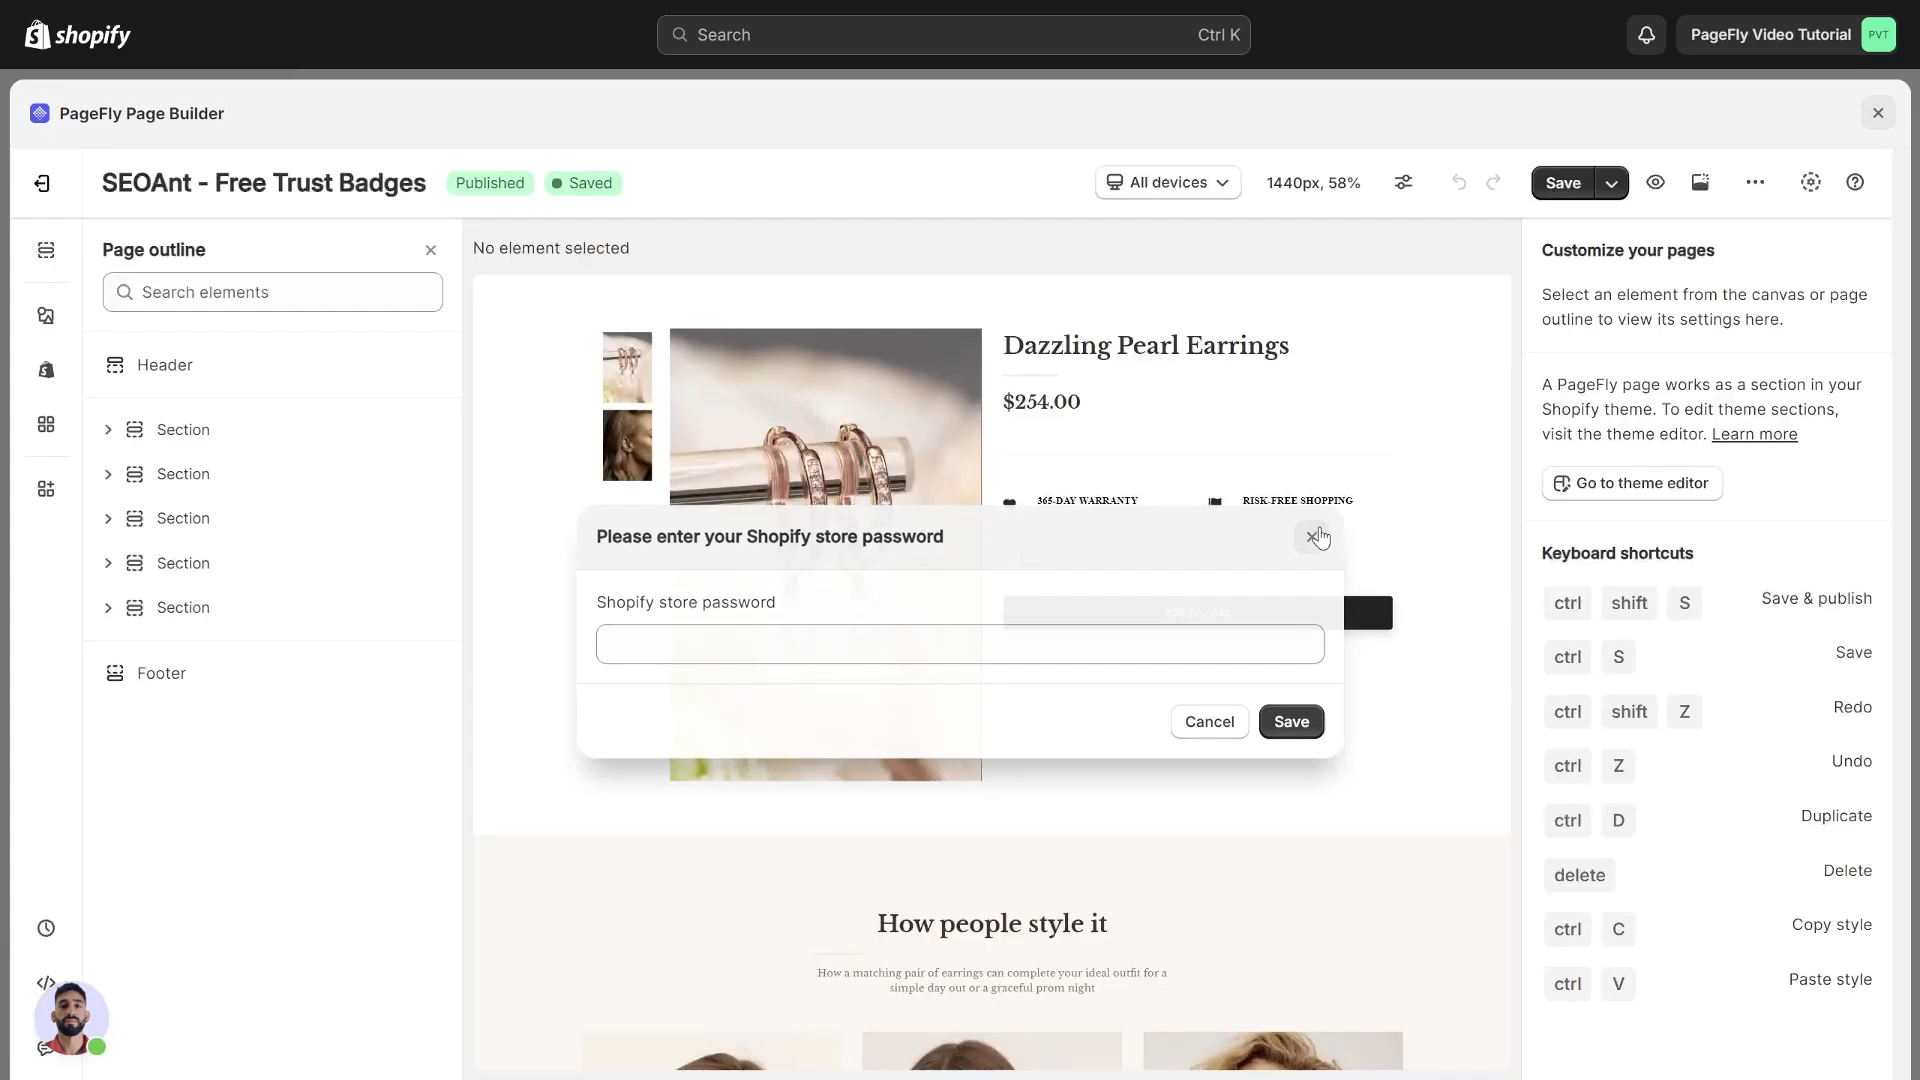 shopify
Search
Ctrl K
PageFly Video Tutorial
PVT
PageFly Page Builder
SEOAnt - Free Trust Badges
Published
Saved
All devices
1440px, 58%
Save
Page outline
Search elements
Header
Section
Section
Section
Section
Section
Footer
No element selected
Dazzling Pearl Earrings
$254.00
365-DAY WARRANTY
RISK-FREE SHOPPING
Please enter your Shopify store password
Shopify store password
Cancel
Save
How people style it
How a matching pair of earrings can complete your ideal outfit for a
simple day out or a graceful prom night
Customize your pages
Select an element from the canvas or page
outline to view its settings here.
A PageFly page works as a section in your
Shopify theme. To edit theme sections,
visit the theme editor. Learn more
Go to theme editor
Keyboard shortcuts
ctrl shift S Save & publish
ctrl S Save
ctrl shift Z Redo
ctrl Z Undo
ctrl D Duplicate
delete Delete
ctrl C Copy style
ctrl V Paste style